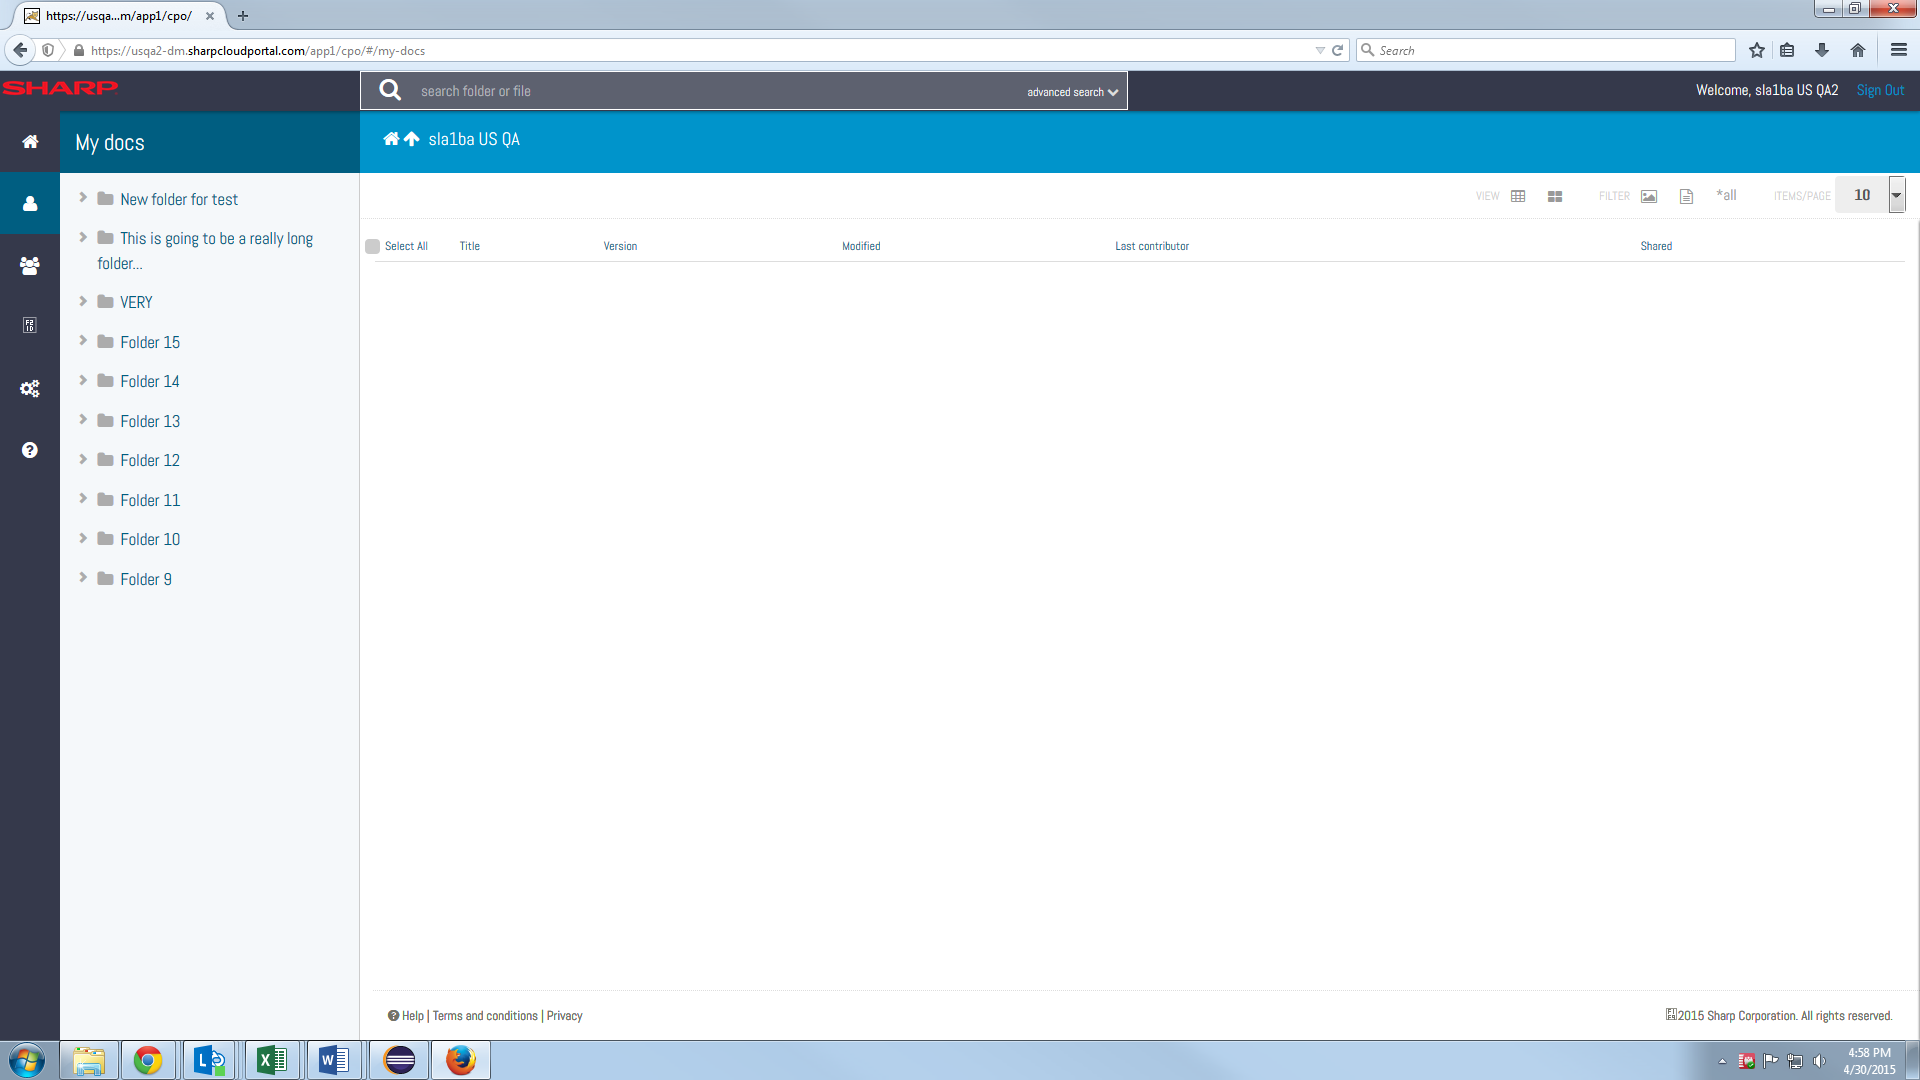 https://usqa...m/app1/cpo/
https://usqa2-dm.sharpcloudportal.com/app1/cpo/#/my-docs
Search
SHARP
search folder or file
advanced search
Welcome, sla1ba US QA2
Sign Out
My docs
sla1ba US QA
VIEW
FILTER
*all
ITEMS/PAGE
10
Select All
Title
Version
Modified
Last contributor
Shared
New folder for test
This is going to be a really long
folder...
VERY
Folder 15
Folder 14
Folder 13
Folder 12
Folder 11
Folder 10
Folder 9
Help | Terms and conditions | Privacy
2015 Sharp Corporation. All rights reserved.
4:58 PM
4/30/2015